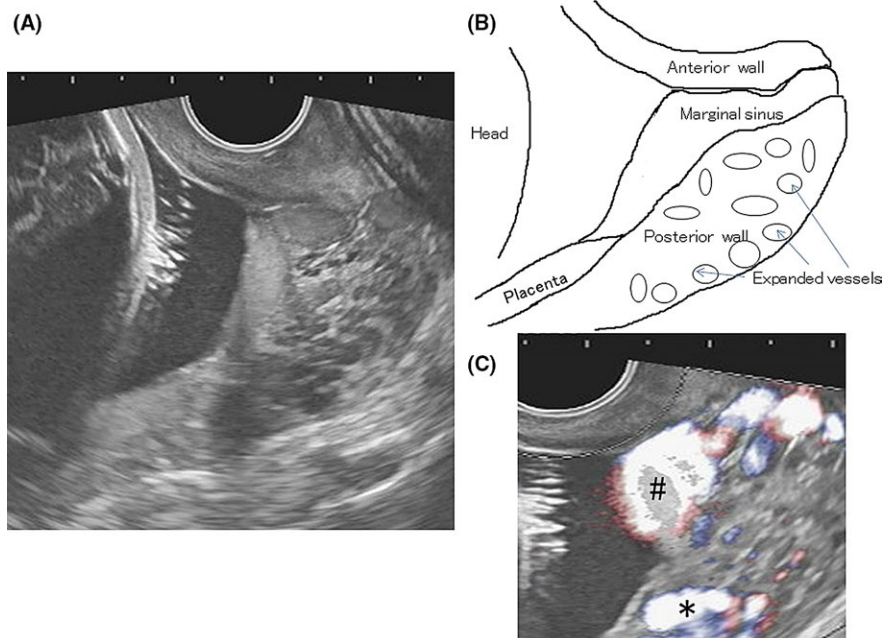 (A)
(B)
Anterior wall
Marginal sinus
Head
Posterior wall
Placenta
Expanded vessels
(C)
#
*